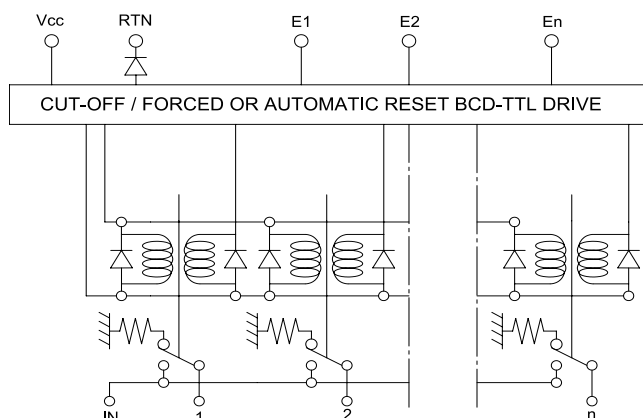 Vcc RTN E1 E2 En
CUT-OFF / FORCED OR AUTOMATIC RESET BCD-TTL DRIVE
IN 1 2 n